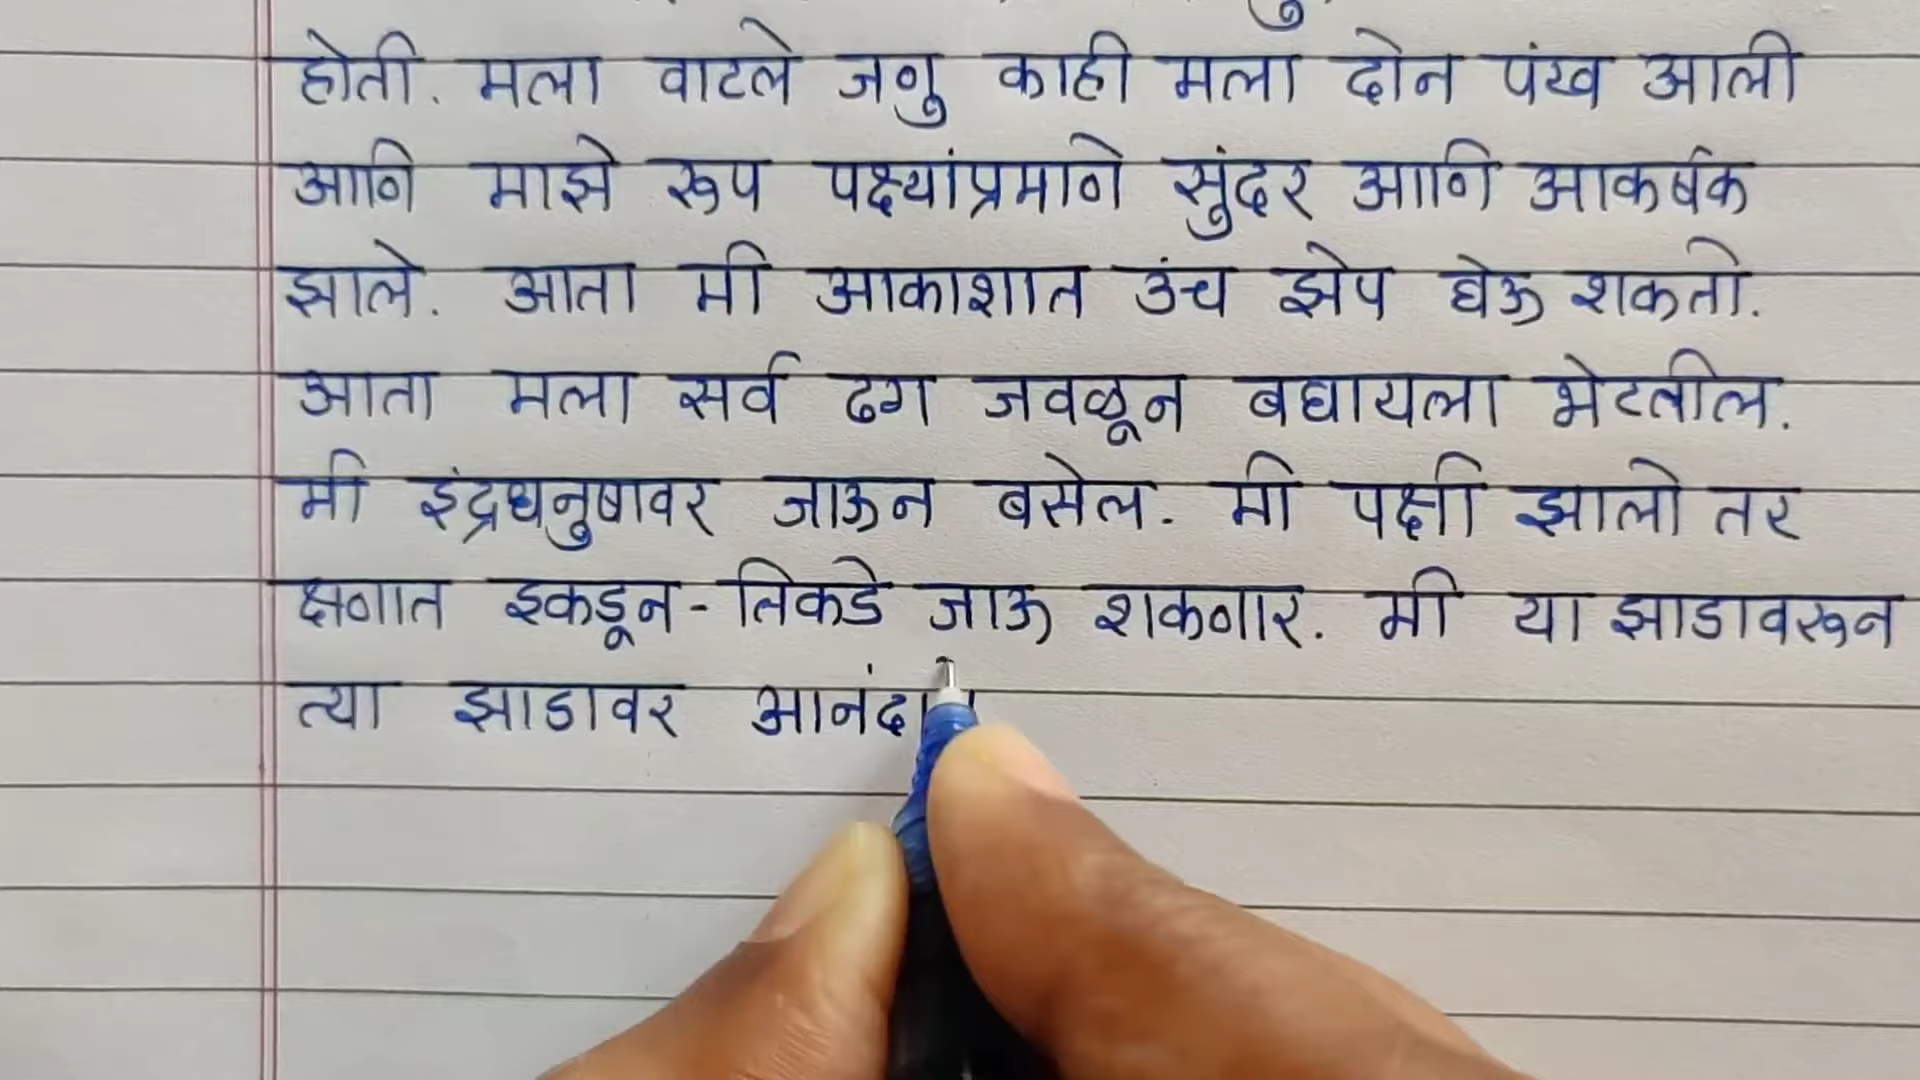 होती. मला वाटले जणु काही मला दोन पंख आली
आणि माझे रूप पक्ष्यांप्रमाणे सुंदर आणि आकर्षक
झाले. आता मी आकाशात उंच झेप घेऊ शकतो.
आता मला सर्व ढग जवळून बघायला भेटतील.
मी इंद्रधनुषावर जाऊन बसेल. मी पक्षी झालो तर
क्षणात इकडून-तिकडे जाऊ शकणार. मी या झाडावरून
त्या झाडावर